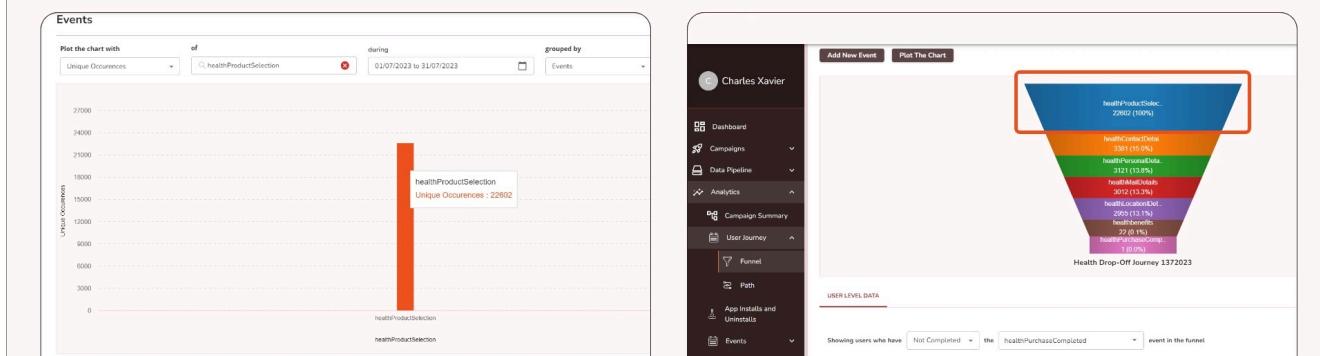 Events
Plot the chart with
of
during
grouped by
Unique Occurences
healthProductSelection
01/07/2023 to 31/07/2023
Events
27000
24000
21000
18000
15000
12000
9000
6000
3000
0
Unique Occurences
healthProductSelection
Unique Occurences : 22602
healthProductSelection
healthProductSelection
C
Charles Xavier
Dashboard
Campaigns
Data Pipeline
Analytics
Campaign Summary
User Journey
Funnel
Path
App Installs and
Uninstalls
Events
Add New Event
Plot The Chart
healthProductSelec..
22602 (100%)
healthContactDetai..
3381 (15.0%)
healthPersonalDeta..
3121 (13.8%)
healthMailDetails
3012 (13.3%)
healthLocationDet..
2955 (13.1%)
healthbenefits
22 (0.1%)
healthPurchaseComp..
1 (0.0%)
Health Drop-Off Journey 1372023
USER LEVEL DATA
Showing users who have
Not Completed
the
healthPurchaseCompleted
event in the funnel